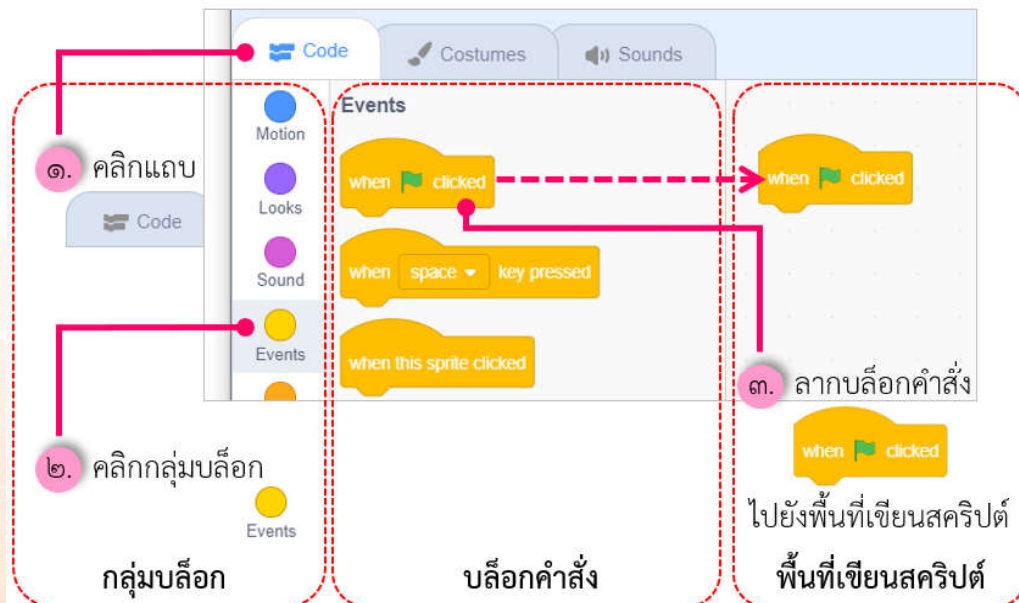 Code
Costumes
Sounds
Motion
Looks
Sound
Events
Events
when clicked
when space key pressed
when this sprite clicked
when clicked
๑. คลิกแถบ
Code
๒. คลิกกลุ่มบล็อก
Events
๓. ลากบล็อกคำสั่ง
when clicked
ไปยังพื้นที่เขียนสคริปต์
กลุ่มบล็อก
บล็อกคำสั่ง
พื้นที่เขียนสคริปต์